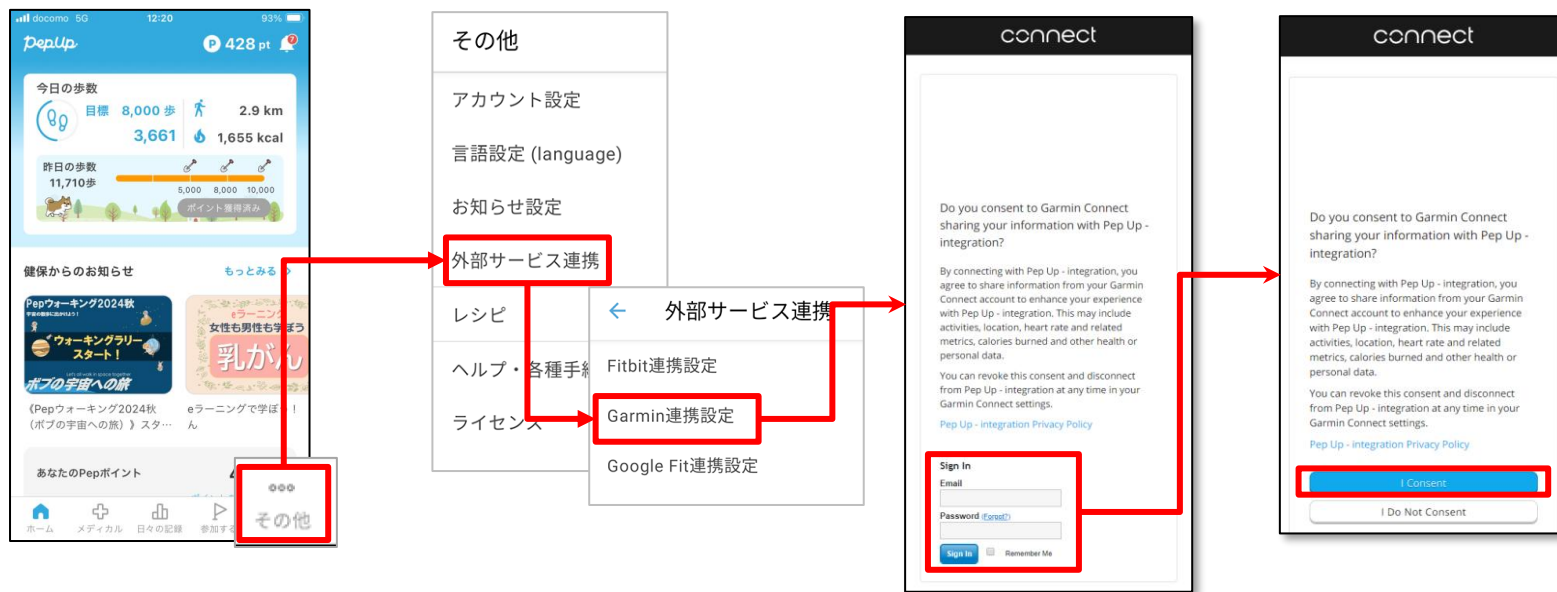 docomo 5G 12:20 93%
PepUp
P 428 pt
今日の歩数
目標 8,000 歩
3,661
2.9 km
1,655 kcal
昨日の歩数
11,710歩
5,000 8,000 10,000
ポイント獲得済み
健保からのお知らせ
もっとみる
Pepウォーキング2024秋
ウォーキングラリー
スタート！
ボブの宇宙への旅
eラーニング
女性も男性も学ぼう
乳がん
《Pepウォーキング2024秋
（ボブの宇宙への旅）》スタ…
eラーニングで学ぼう！
ん
あなたのPepポイント
ホーム
メディカル
日々の記録
参加する
その他
その他
アカウント設定
言語設定 (language)
お知らせ設定
外部サービス連携
レシピ
ヘルプ・各種手続
ライセンス
外部サービス連携
Fitbit連携設定
Garmin連携設定
Google Fit連携設定
connect
Do you consent to Garmin Connect
sharing your information with Pep Up -
integration?
By connecting with Pep Up - integration, you
agree to share information from your Garmin
Connect account to enhance your experience
with Pep Up - integration. This may include
activities, location, heart rate and related
metrics, calories burned and other health or
personal data.
You can revoke this consent and disconnect
from Pep Up - integration at any time in your
Garmin Connect settings.
Pep Up - integration Privacy Policy
Sign In
Email
Password (Forgot?)
Sign In
Remember Me
connect
Do you consent to Garmin Connect
sharing your information with Pep Up -
integration?
By connecting with Pep Up - integration, you
agree to share information from your Garmin
Connect account to enhance your experience
with Pep Up - integration. This may include
activities, location, heart rate and related
metrics, calories burned and other health or
personal data.
You can revoke this consent and disconnect
from Pep Up - integration at any time in your
Garmin Connect settings.
Pep Up - integration Privacy Policy
I Consent
I Do Not Consent